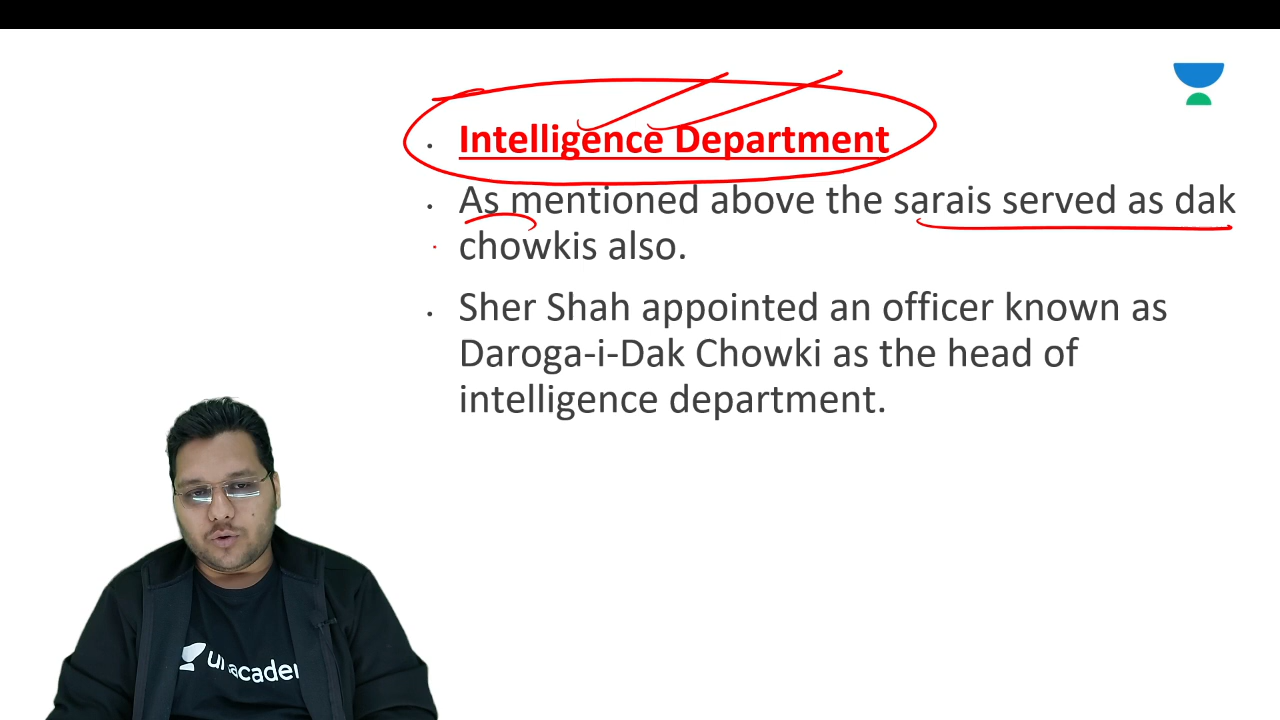 · Intelligence Department
· As mentioned above the sarais served as dak
chowkis also.
· Sher Shah appointed an officer known as
Daroga-i-Dak Chowki as the head of
intelligence department.